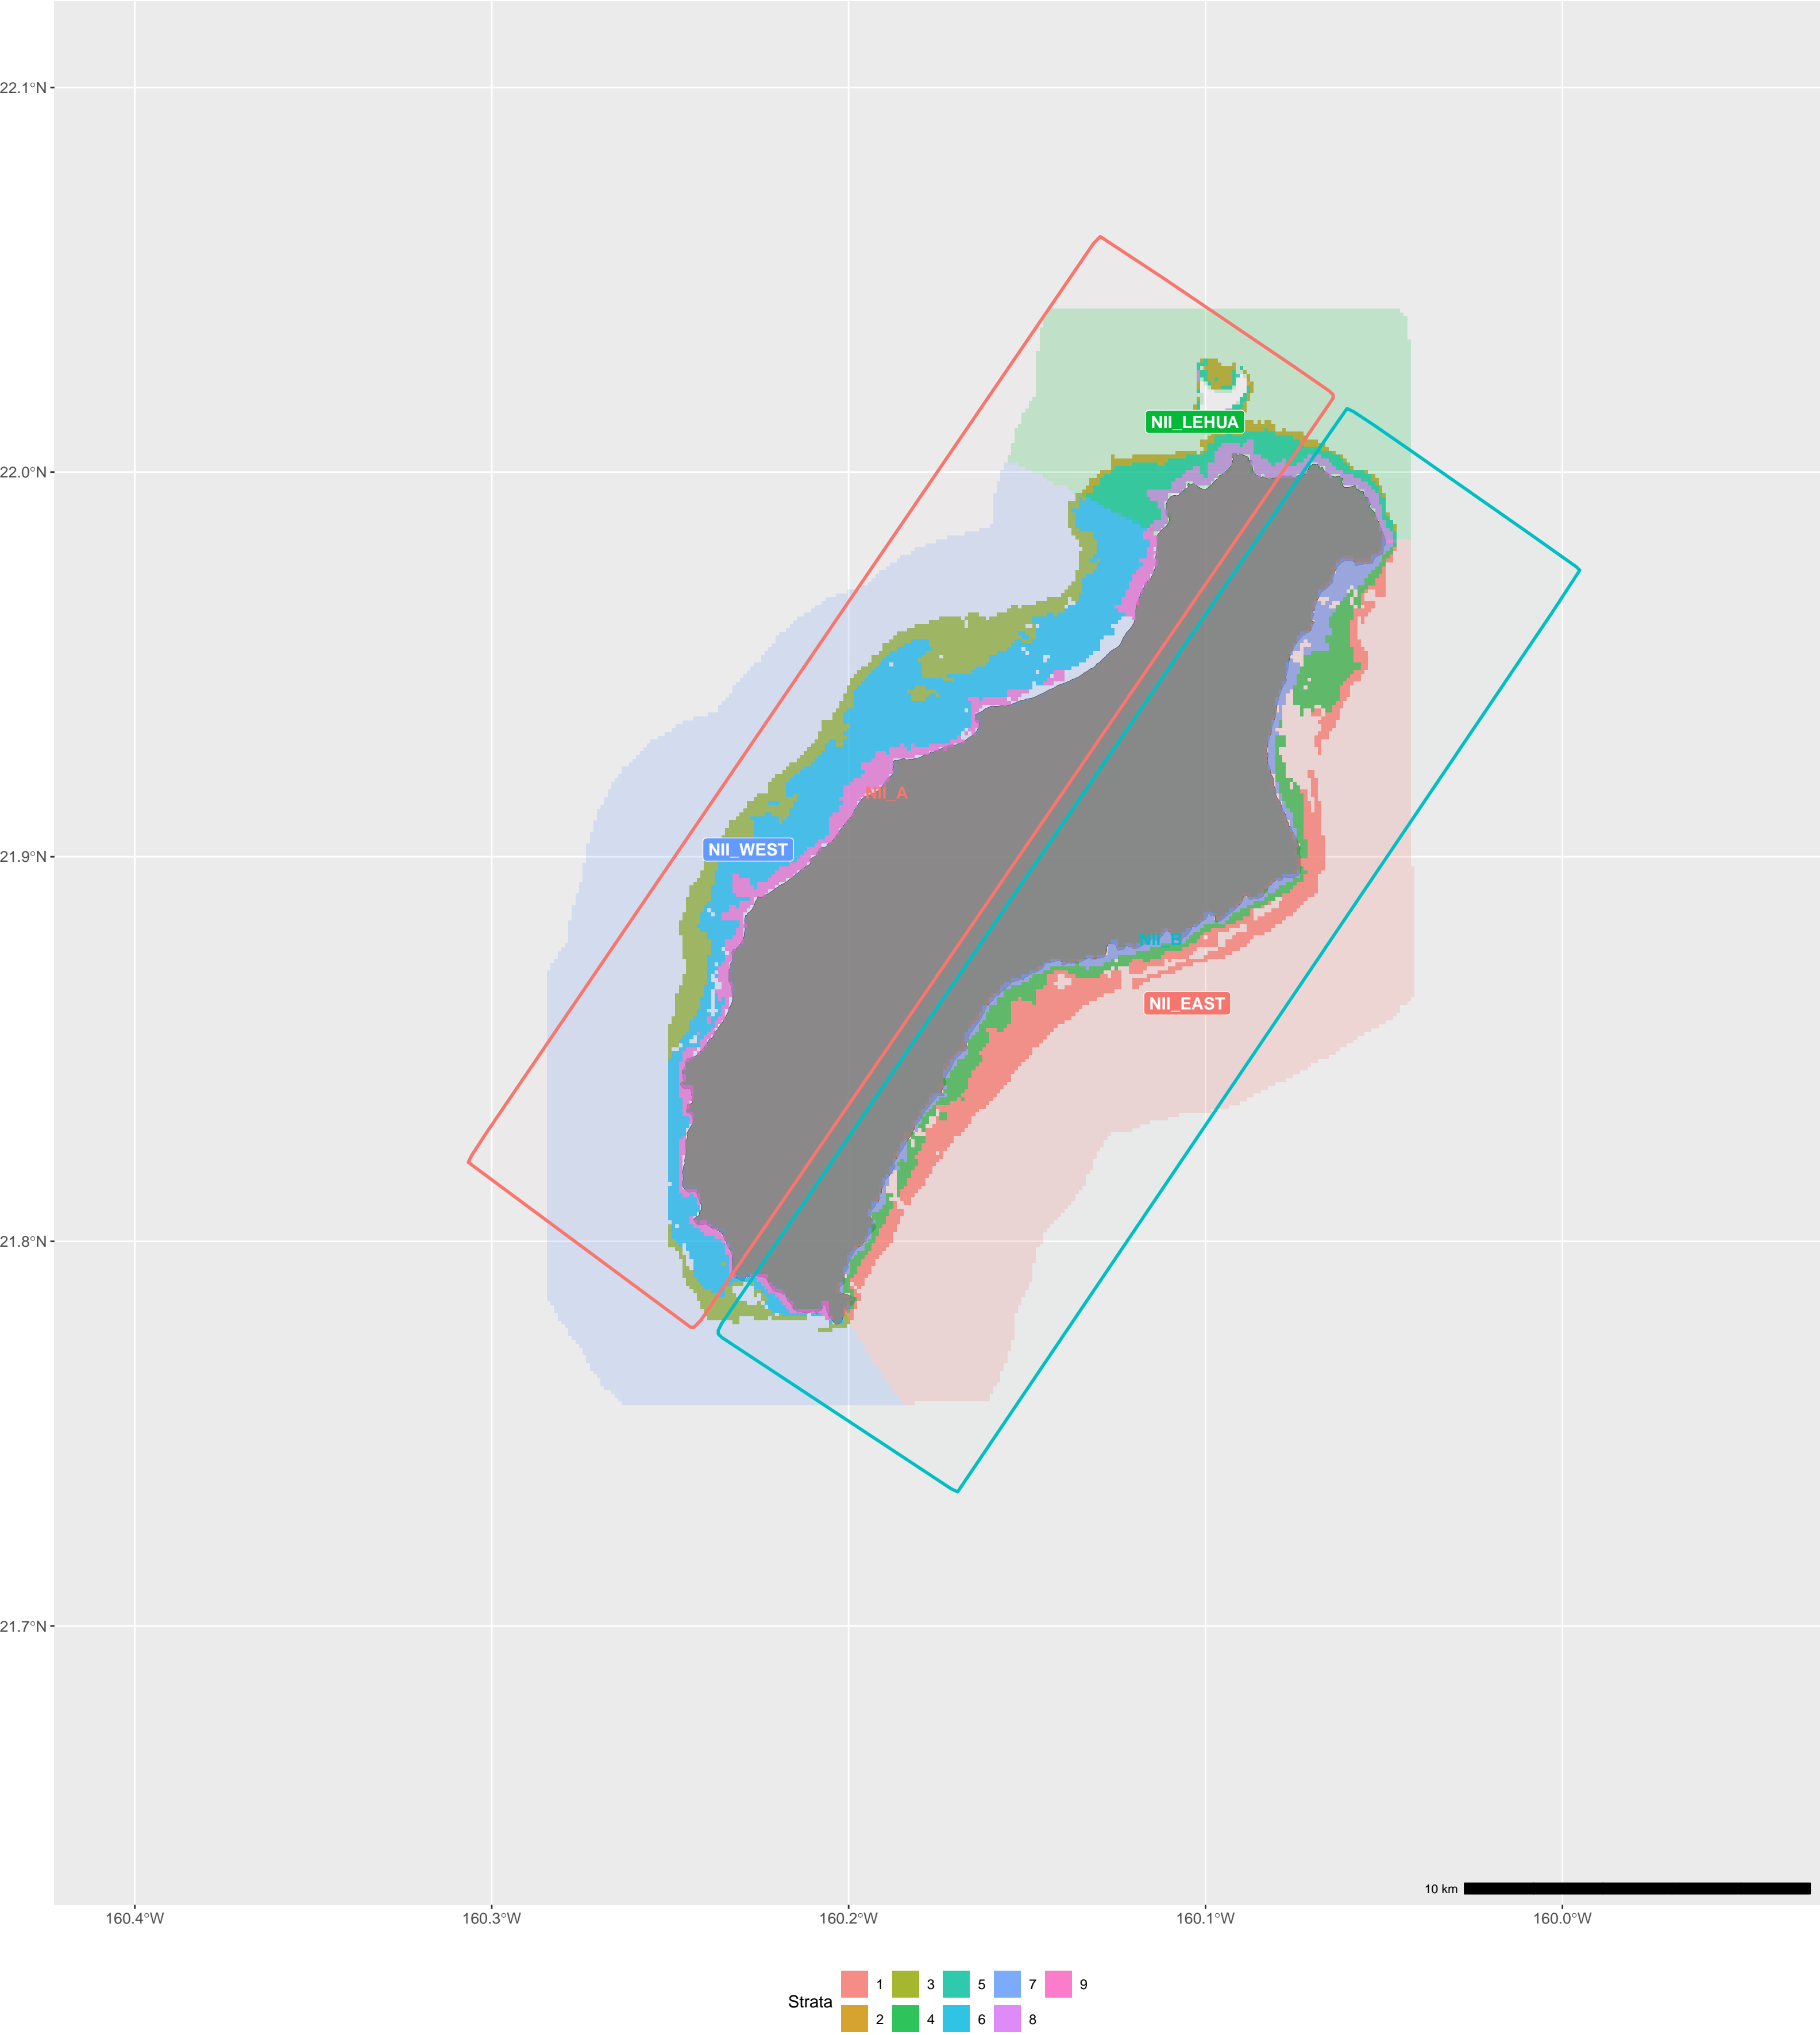 22.1°N
22.0°N
21.9°N
21.8°N
21.7°N
NII_LEHUA
NII_A
NII_WEST
NII_B
NII_EAST
10 km
160.4°W
160.3°W
160.2°W
160.1°W
160.0°W
Strata
1 3 5 7 9
2 4 6 8